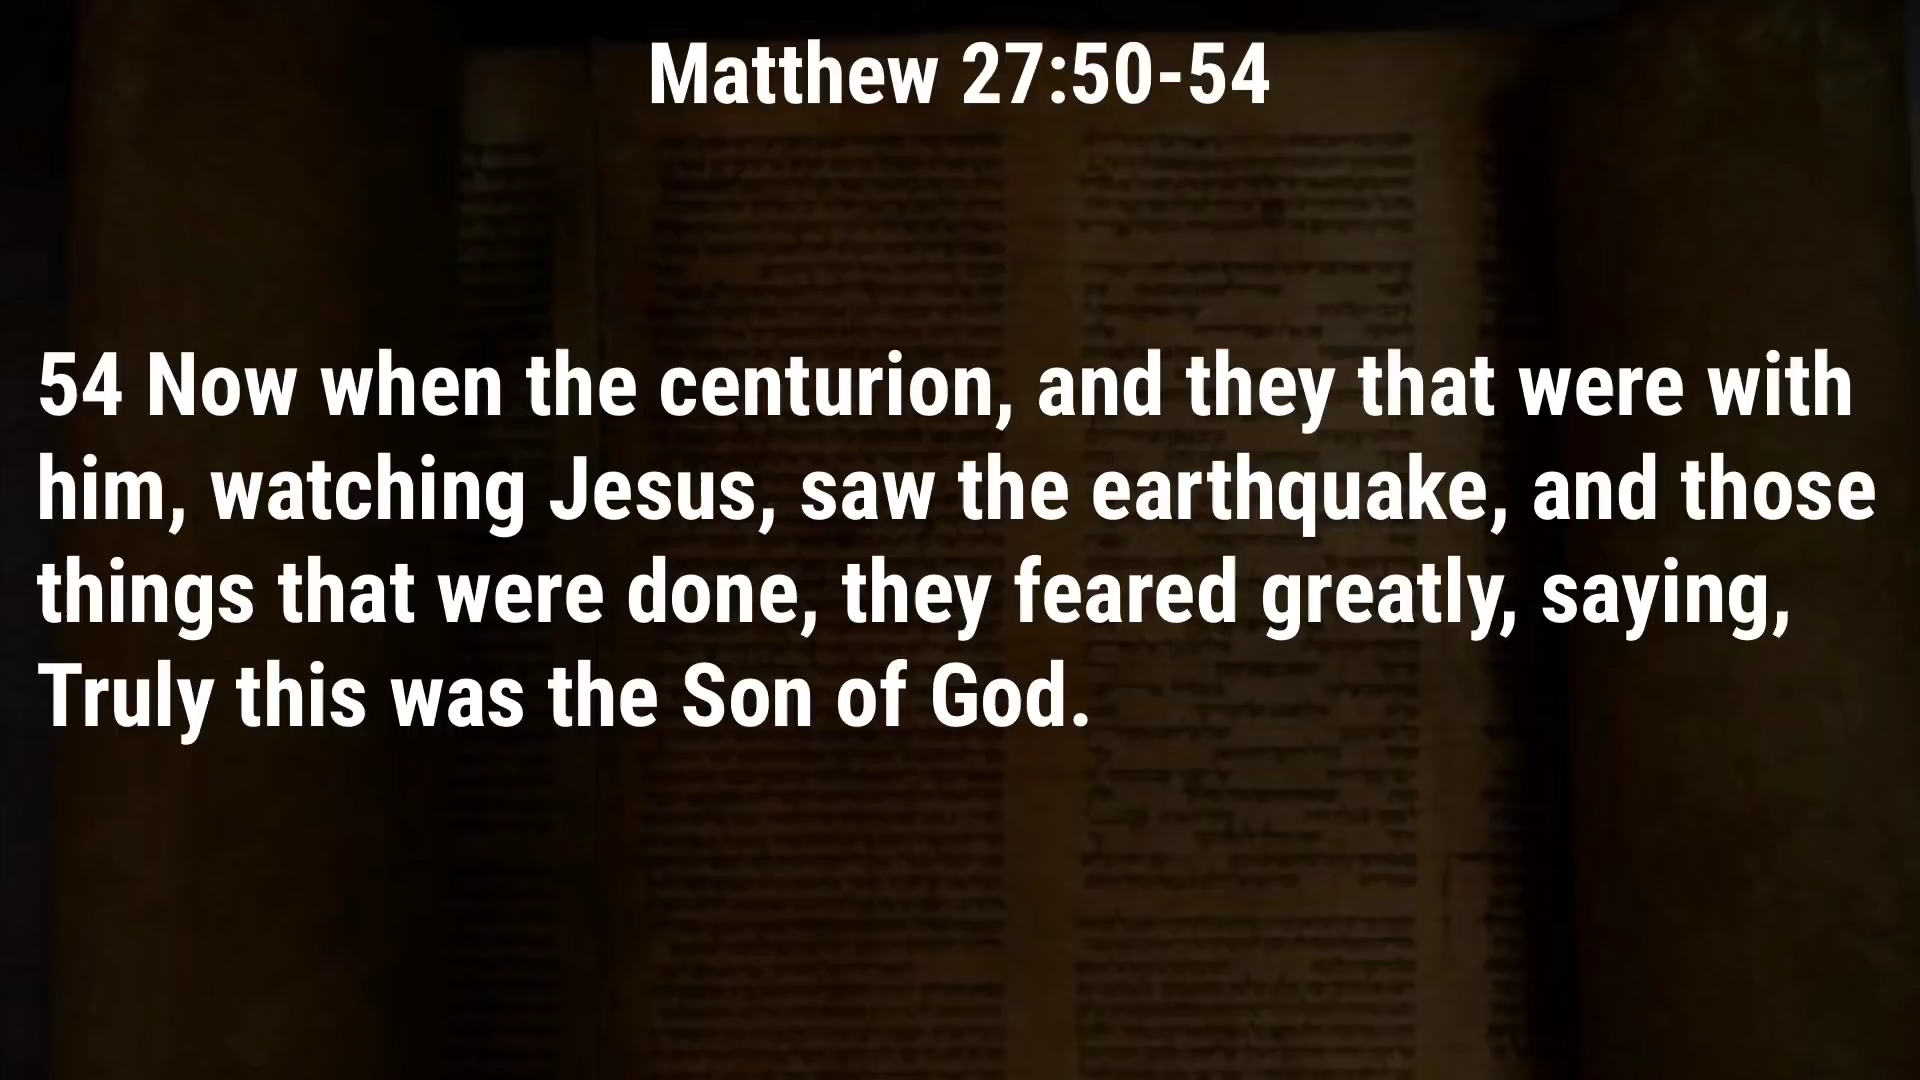 Matthew 27:50-54
54 Now when the centurion, and they that were with
him, watching Jesus, saw the earthquake, and those
things that were done, they feared greatly, saying,
Truly this was the Son of God.